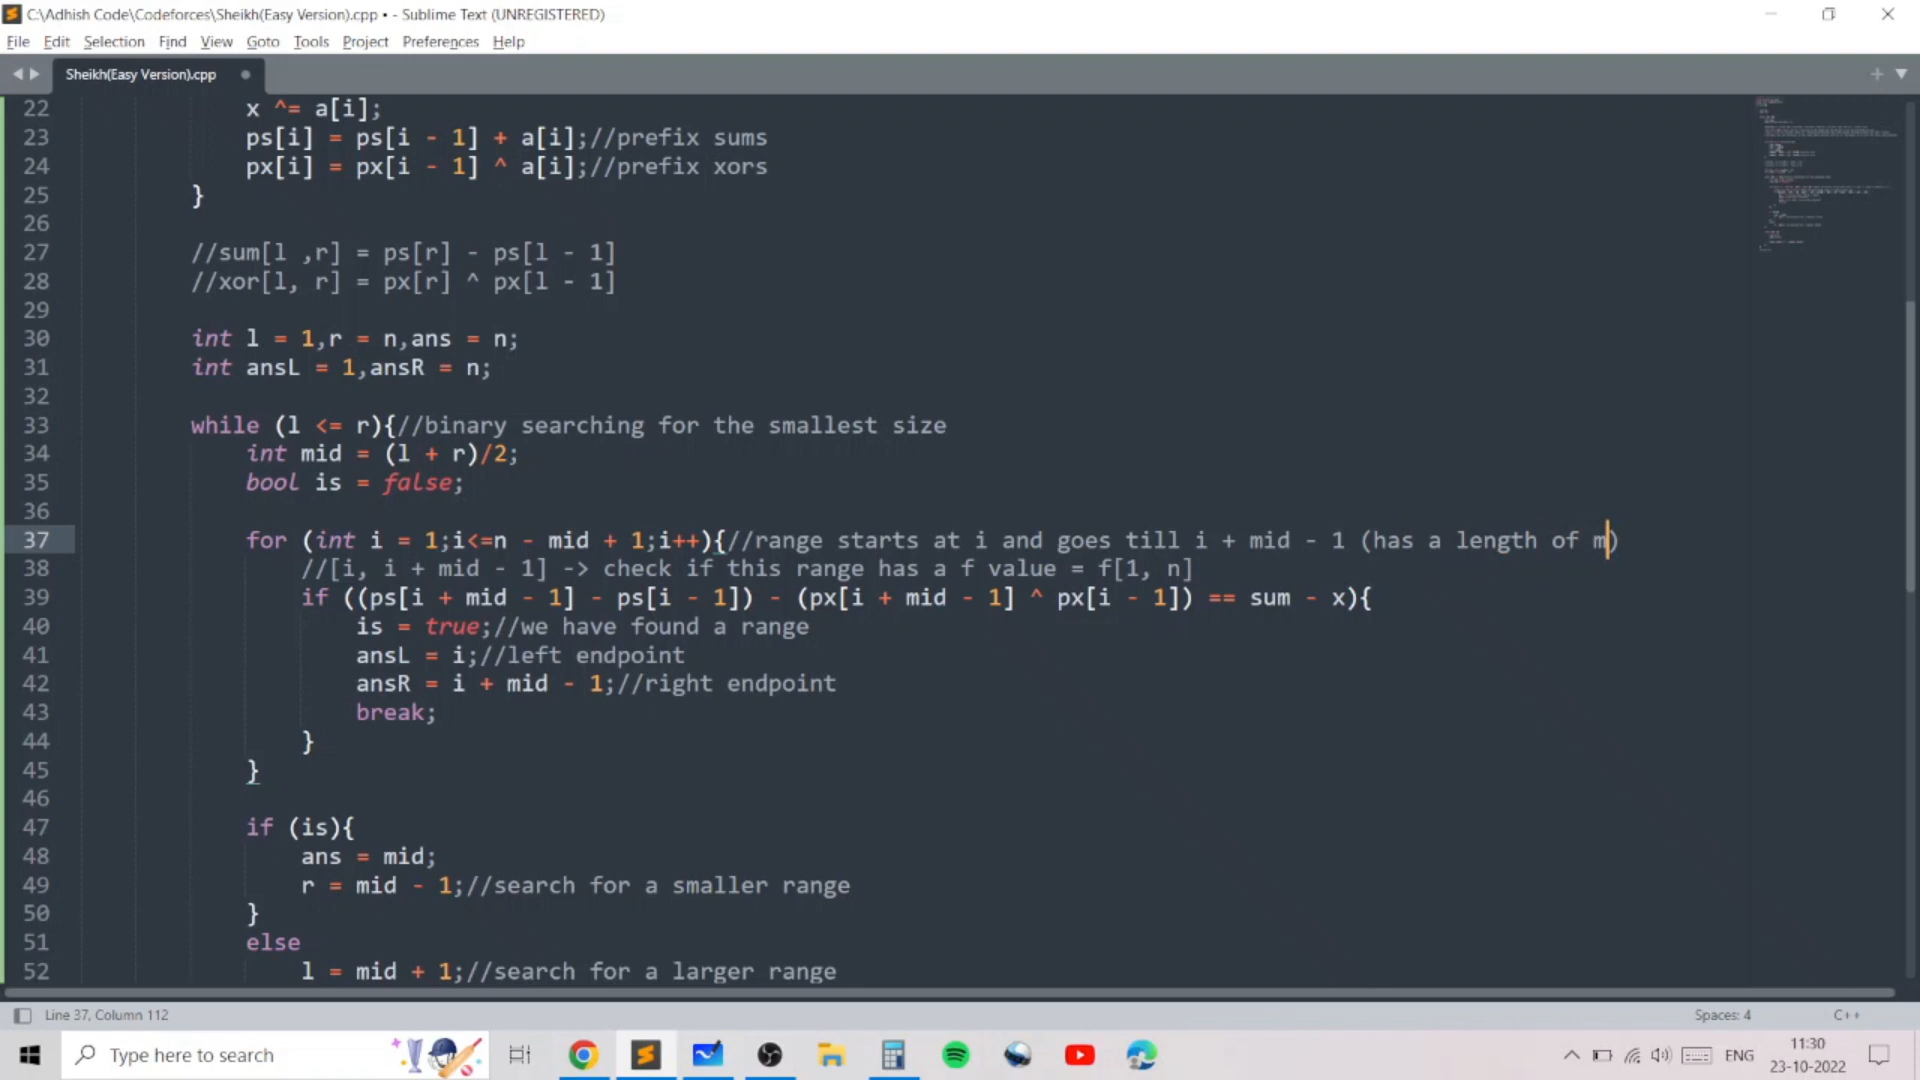 C:\Adhish Code\Codeforces\Sheikh(Easy Version).cpp • - Sublime Text (UNREGISTERED)
File Edit Selection Find View Goto Tools Project Preferences Help
Sheikh(Easy Version).cpp
22 x ^= a[i];
23 ps[i] = ps[i - 1] + a[i];//prefix sums
24 px[i] = px[i - 1] ^ a[i];//prefix xors
25 }
26
27 //sum[l ,r] = ps[r] - ps[l - 1]
28 //xor[l, r] = px[r] ^ px[l - 1]
29
30 int l = 1,r = n,ans = n;
31 int ansL = 1,ansR = n;
32
33 while (l <= r){//binary searching for the smallest size
34 int mid = (l + r)/2;
35 bool is = false;
36
37 for (int i = 1;i<=n - mid + 1;i++){//range starts at i and goes till i + mid - 1 (has a length of m)
38 //[i, i + mid - 1] -> check if this range has a f value = f[1, n]
39 if ((ps[i + mid - 1] - ps[i - 1]) - (px[i + mid - 1] ^ px[i - 1]) == sum - x){
40 is = true;//we have found a range
41 ansL = i;//left endpoint
42 ansR = i + mid - 1;//right endpoint
43 break;
44 }
45 }
46
47 if (is){
48 ans = mid;
49 r = mid - 1;//search for a smaller range
50 }
51 else
52 l = mid + 1;//search for a larger range
Line 37, Column 112 Spaces: 4 C++
Type here to search ENG 11:30
23-10-2022